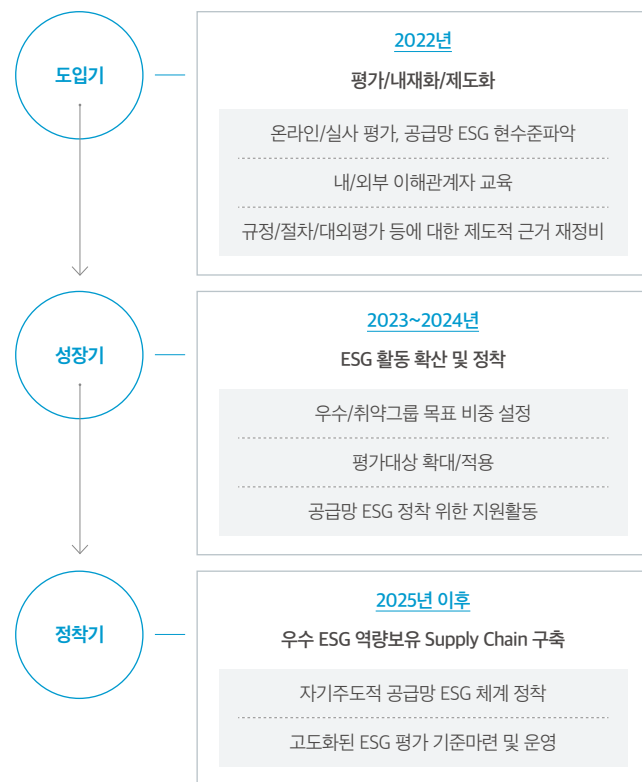 도입기
2022년
평가/내재화/제도화
온라인/실사 평가, 공급망 ESG 현수준파악
내/외부 이해관계자 교육
규정/절차/대외평가 등에 대한 제도적 근거 재정비
성장기
2023~2024년
ESG 활동 확산 및 정착
우수/취약그룹 목표 비중 설정
평가대상 확대/적용
공급망 ESG 정착 위한 지원활동
정착기
2025년 이후
우수 ESG 역량보유 Supply Chain 구축
자기주도적 공급망 ESG 체계 정착
고도화된 ESG 평가 기준마련 및 운영